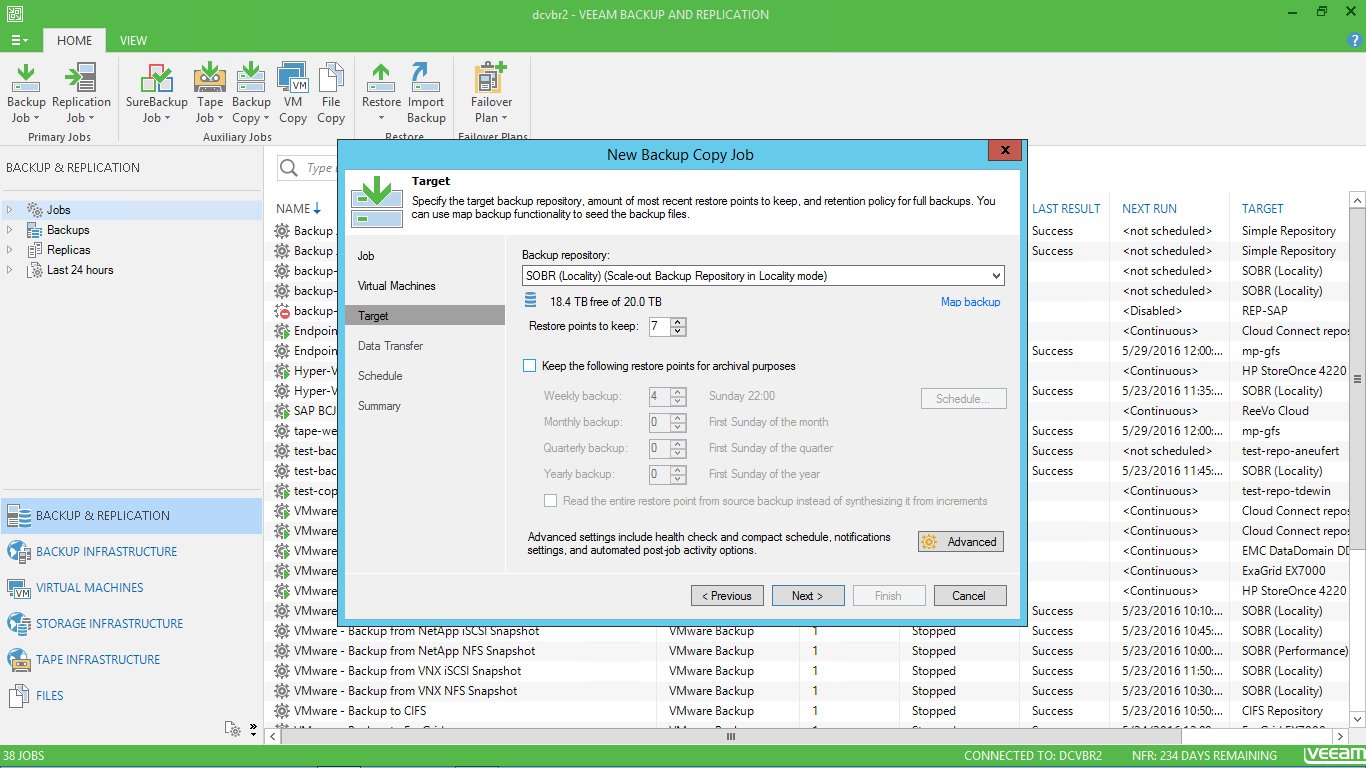 dcvbr2 - VEEAM BACKUP AND REPLICATION
HOME VIEW
Backup Job
Replication Job
Primary Jobs
SureBackup Job
Tape Job
Backup Copy
VM Copy
File Copy
Auxiliary Jobs
Restore
Import Backup
Restore
Failover Plan
Failover Plans
BACKUP & REPLICATION
Jobs
Backups
Replicas
Last 24 hours
BACKUP & REPLICATION
BACKUP INFRASTRUCTURE
VIRTUAL MACHINES
STORAGE INFRASTRUCTURE
TAPE INFRASTRUCTURE
FILES
New Backup Copy Job
Target
Specify the target backup repository, amount of most recent restore points to keep, and retention policy for full backups. You
can use map backup functionality to seed the backup files.
Job
Virtual Machines
Target
Data Transfer
Schedule
Summary
Backup repository:
SOBR (Locality) (Scale-out Backup Repository in Locality mode)
18.4 TB free of 20.0 TB Map backup
Restore points to keep: 7
Keep the following restore points for archival purposes
Weekly backup: 4 Sunday 22:00 Schedule...
Monthly backup: 0 First Sunday of the month
Quarterly backup: 0 First Sunday of the quarter
Yearly backup: 0 First Sunday of the year
Read the entire restore point from source backup instead of synthesizing it from increments
Advanced settings include health check and compact schedule, notifications
settings, and automated post-job activity options.
Advanced
< Previous Next > Finish Cancel
NAME LAST RESULT NEXT RUN TARGET
Backup Success <not scheduled> Simple Repository
Backup Success <not scheduled> Simple Repository
backup- <not scheduled> SOBR (Locality)
backup- <not scheduled> SOBR (Locality)
backup- <Disabled> REP-SAP
Endpoin <Continuous> Cloud Connect repos
Endpoin Success 5/29/2016 12:00:... mp-gfs
Hyper-V <Continuous> HP StoreOnce 4220
Hyper-V Success 5/23/2016 11:35:... SOBR (Locality)
SAP BCJ <Continuous> ReeVo Cloud
tape-we Success 5/29/2016 12:00:... mp-gfs
test-bac Success <not scheduled> test-repo-aneufert
test-bac Success 5/23/2016 11:45:... SOBR (Locality)
test-cop <Continuous> test-repo-tdewin
VMware <Continuous> Cloud Connect repos
VMware <Continuous> Cloud Connect repos
VMware <Continuous> EMC DataDomain DD
VMware <Continuous> ExaGrid EX7000
VMware <Continuous> HP StoreOnce 4220
VMware Success 5/23/2016 10:10:... SOBR (Locality)
VMware - Backup from NetApp iSCSI Snapshot VMware Backup 1 Stopped Success 5/23/2016 10:45:... SOBR (Locality)
VMware - Backup from NetApp NFS Snapshot VMware Backup 1 Stopped Success 5/23/2016 10:00:... SOBR (Performance)
VMware - Backup from VNX iSCSI Snapshot VMware Backup 1 Stopped Success 5/23/2016 11:50:... SOBR (Locality)
VMware - Backup from VNX NFS Snapshot VMware Backup 1 Stopped Success 5/23/2016 10:30:... SOBR (Locality)
VMware - Backup to CIFS VMware Backup 1 Stopped Success 5/23/2016 10:50:... CIFS Repository
38 JOBS CONNECTED TO: DCVBR2 NFR: 234 DAYS REMAINING veeam